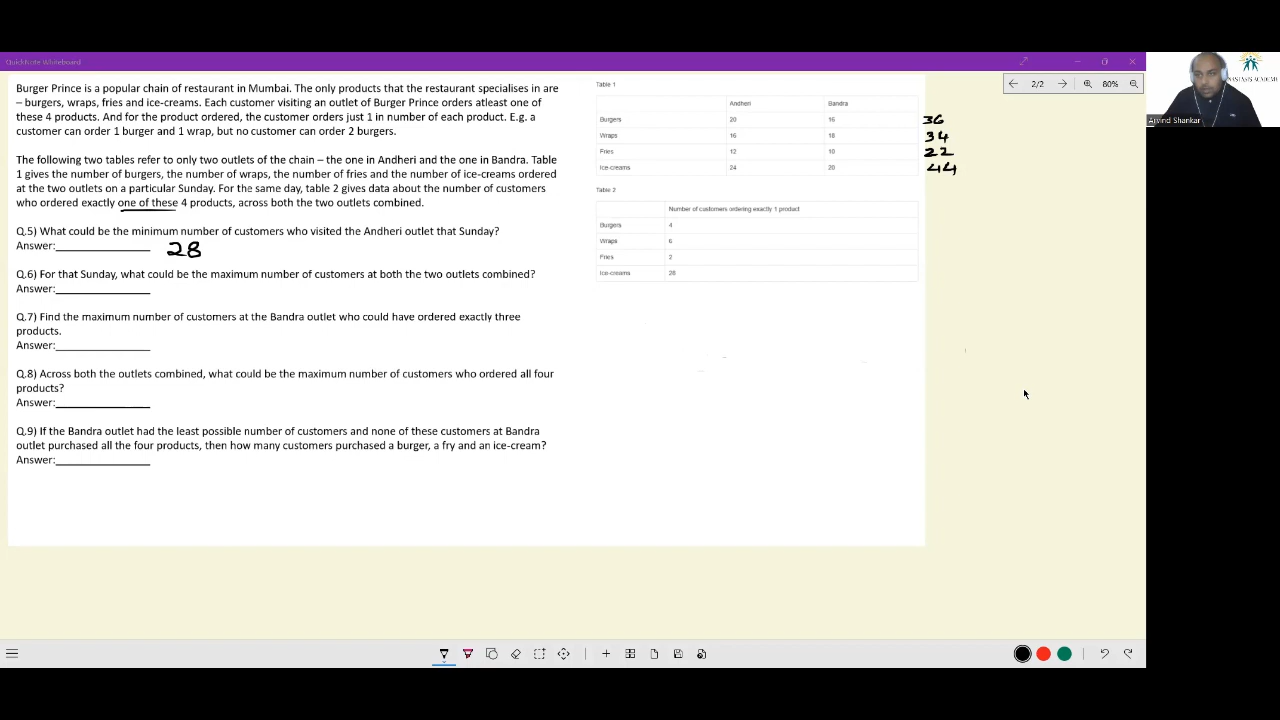 QuickNote Whiteboard
Burger Prince is a popular chain of restaurant in Mumbai. The only products that the restaurant specialises in are
– burgers, wraps, fries and ice-creams. Each customer visiting an outlet of Burger Prince orders atleast one of
these 4 products. And for the product ordered, the customer orders just 1 in number of each product. E.g. a
customer can order 1 burger and 1 wrap, but no customer can order 2 burgers.
The following two tables refer to only two outlets of the chain – the one in Andheri and the one in Bandra. Table
1 gives the number of burgers, the number of wraps, the number of fries and the number of ice-creams ordered
at the two outlets on a particular Sunday. For the same day, table 2 gives data about the number of customers
who ordered exactly one of these 4 products, across both the two outlets combined.
Q.5) What could be the minimum number of customers who visited the Andheri outlet that Sunday?
Answer:_______________ 28
Q.6) For that Sunday, what could be the maximum number of customers at both the two outlets combined?
Answer:_______________
Q.7) Find the maximum number of customers at the Bandra outlet who could have ordered exactly three
products.
Answer:_______________
Q.8) Across both the outlets combined, what could be the maximum number of customers who ordered all four
products?
Answer:_______________
Q.9) If the Bandra outlet had the least possible number of customers and none of these customers at Bandra
outlet purchased all the four products, then how many customers purchased a burger, a fry and an ice-cream?
Answer:_______________
Table 1
Andheri Bandra
Burgers 20 16 36
Wraps 16 18 34
Fries 12 10 22
Ice-creams 24 20 44
Table 2
Number of customers ordering exactly 1 product
Burgers 4
Wraps 6
Fries 2
Ice-creams 28
2/2 80%
Arvind Shankar